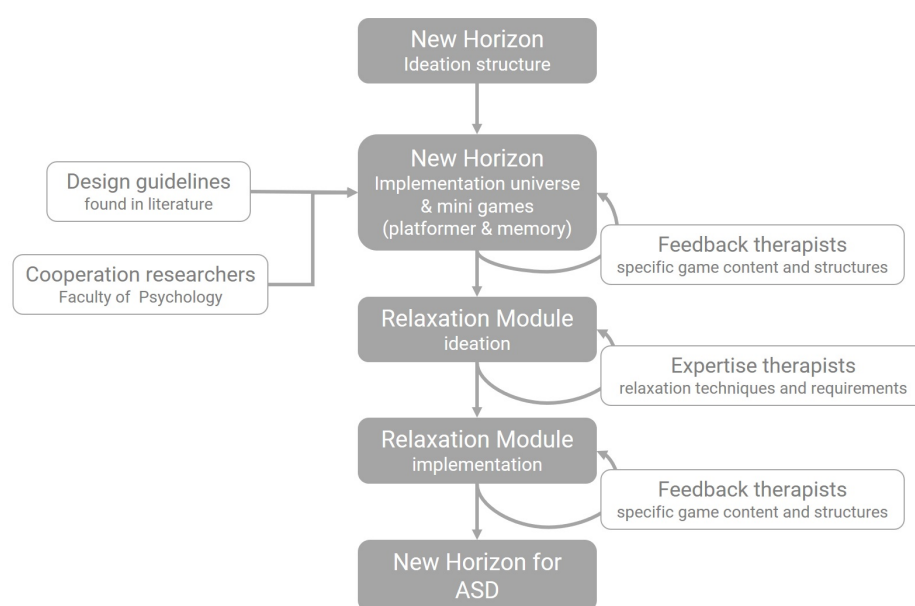 New Horizon
Ideation structure
New Horizon
Implementation universe
& mini games
(platformer & memory)
Design guidelines
found in literature
Cooperation researchers
Faculty of Psychology
Feedback therapists
specific game content and structures
Relaxation Module
ideation
Expertise therapists
relaxation techniques and requirements
Relaxation Module
implementation
Feedback therapists
specific game content and structures
New Horizon for
ASD